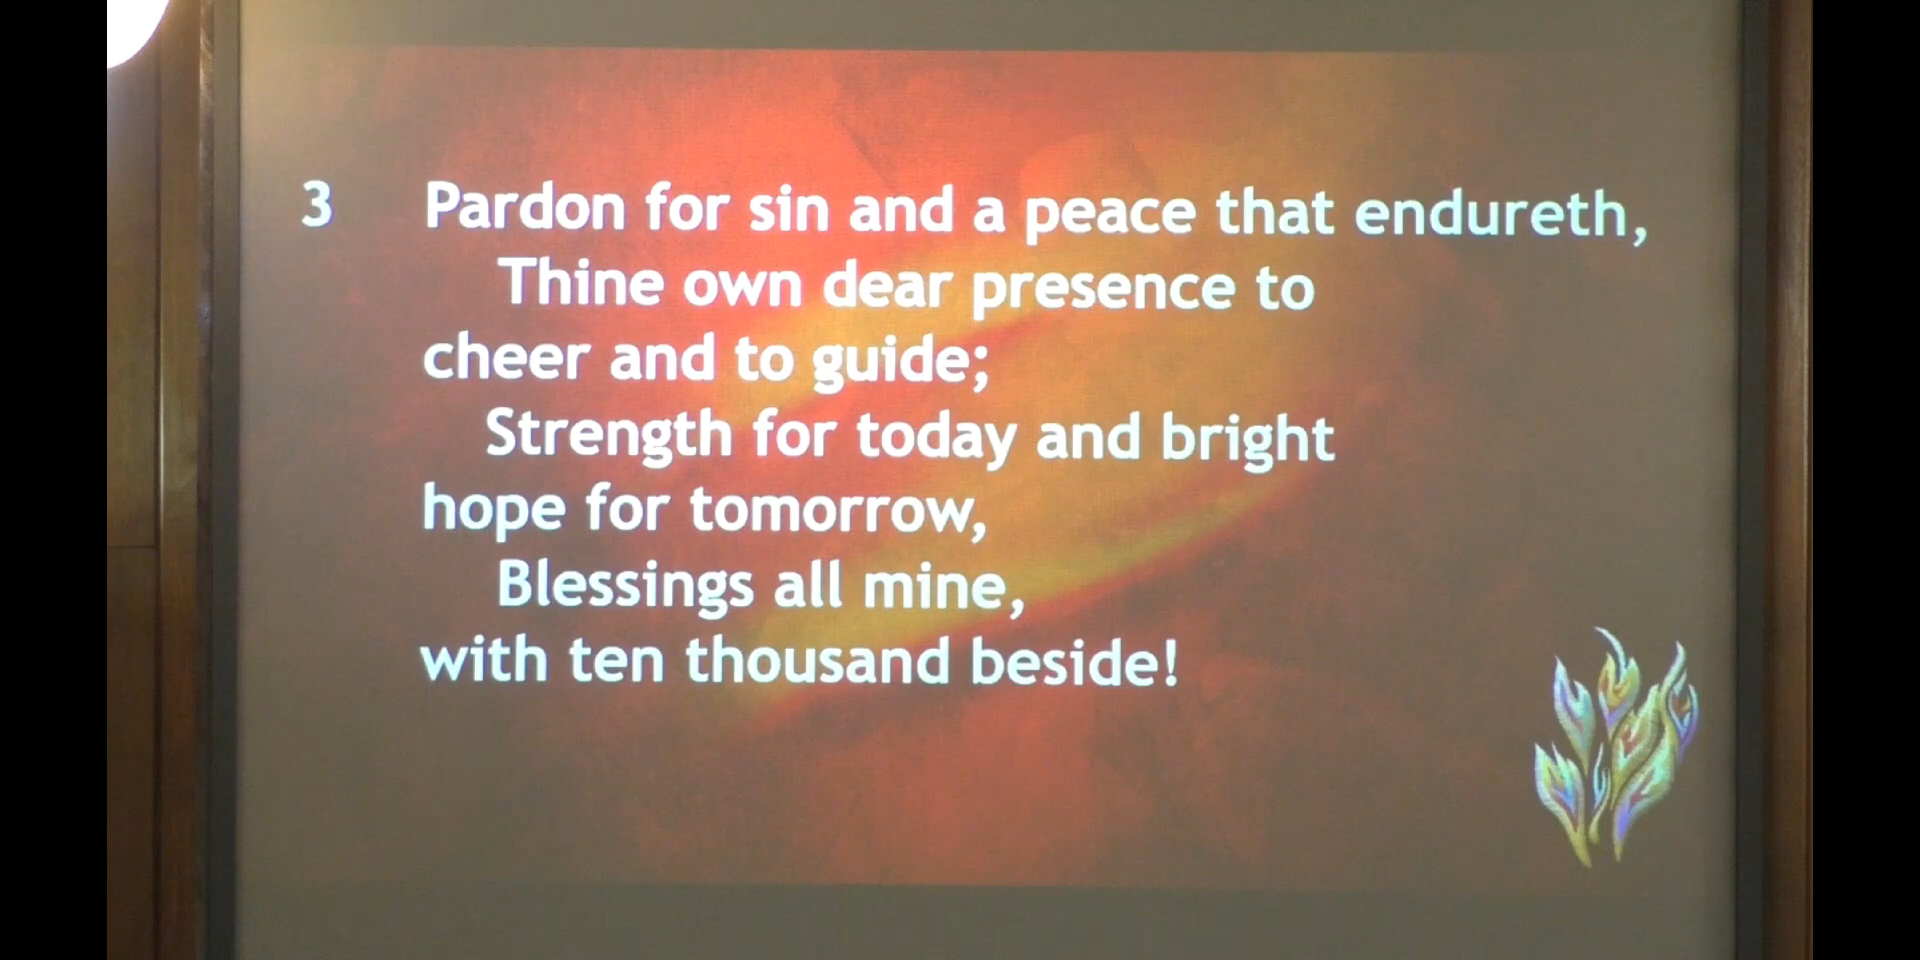 3 Pardon for sin and a peace that endureth,
Thine own dear presence to
cheer and to guide;
Strength for today and bright
hope for tomorrow,
Blessings all mine,
with ten thousand beside!